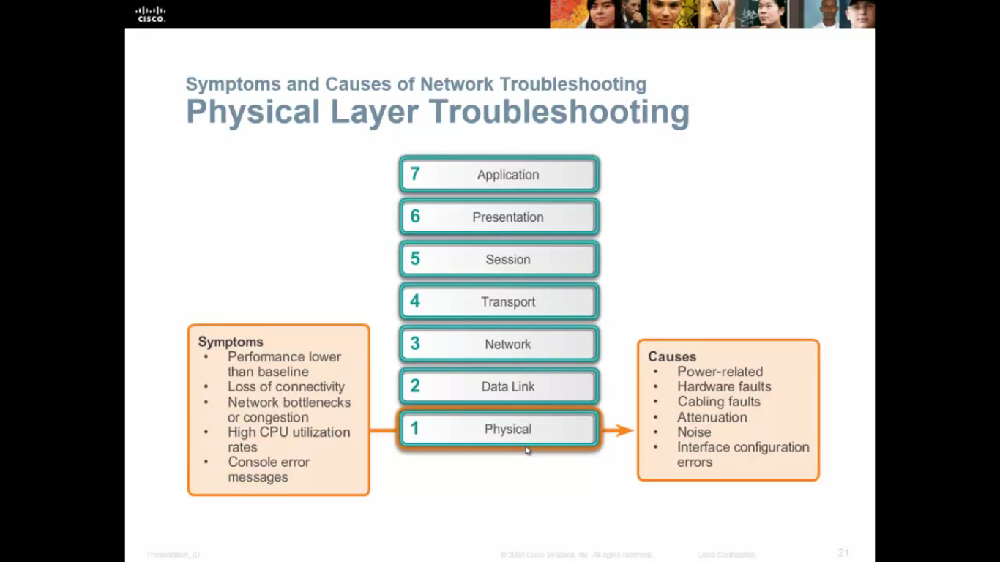 CISCO.
Symptoms and Causes of Network Troubleshooting
Physical Layer Troubleshooting
7 Application
6 Presentation
5 Session
4 Transport
3 Network
2 Data Link
1 Physical
Symptoms
• Performance lower
than baseline
• Loss of connectivity
• Network bottlenecks
or congestion
• High CPU utilization
rates
• Console error
messages
Causes
• Power-related
• Hardware faults
• Cabling faults
• Attenuation
• Noise
• Interface configuration
errors
Presentation_ID
© 2008 Cisco Systems, Inc. All rights reserved.
Cisco Confidential
21